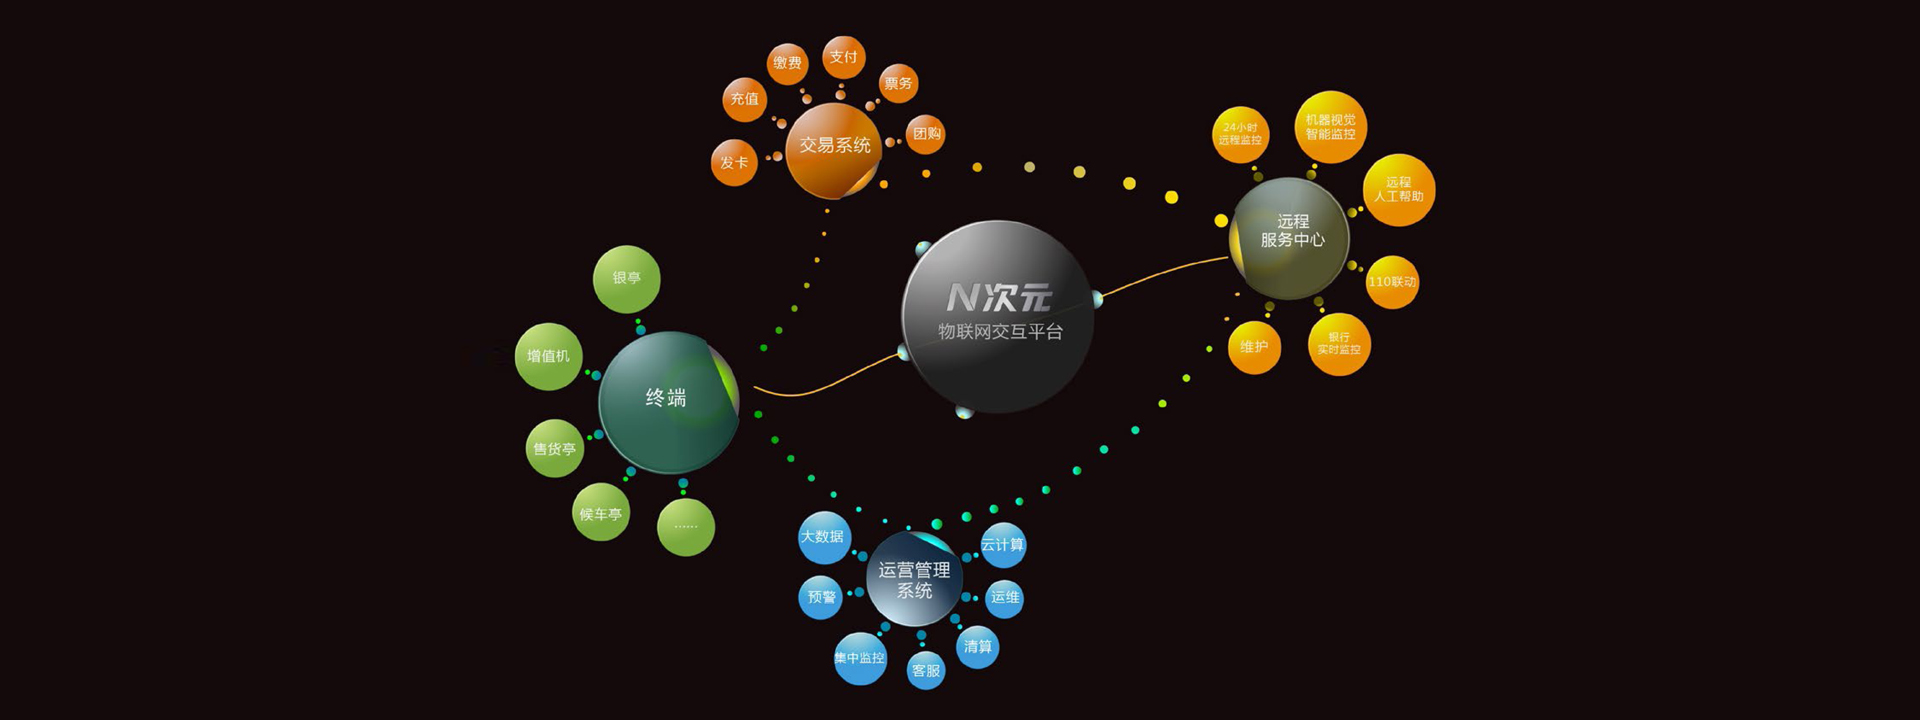 缴费
支付
票务
充值
团购
发卡
交易系统
24小时
远程监控
机器视觉
智能监控
远程
人工帮助
远程
服务中心
110联动
维护
银行
实时监控
N次元
物联网交互平台
银亭
增值机
终端
售货亭
候车亭
……
大数据
云计算
运营管理
系统
预警
运维
集中监控
客服
清算